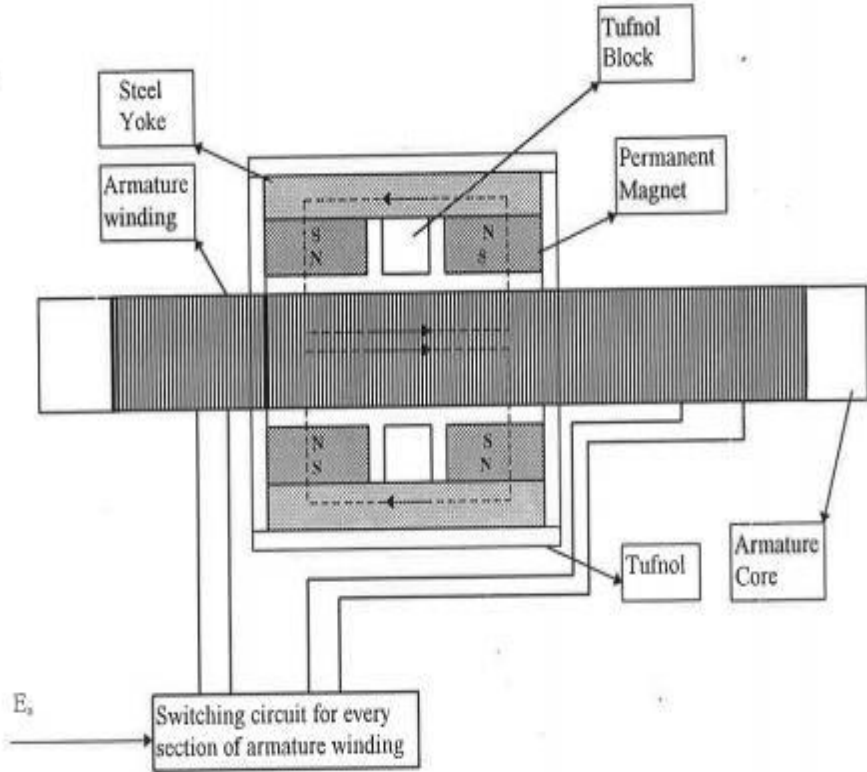 Tufnol
Block
Steel
Yoke
Permanent
Magnet
Armature
winding
S
N
N
S
N
S
S
N
Tufnol
Armature
Core
Eₐ
Switching circuit for every
section of armature winding